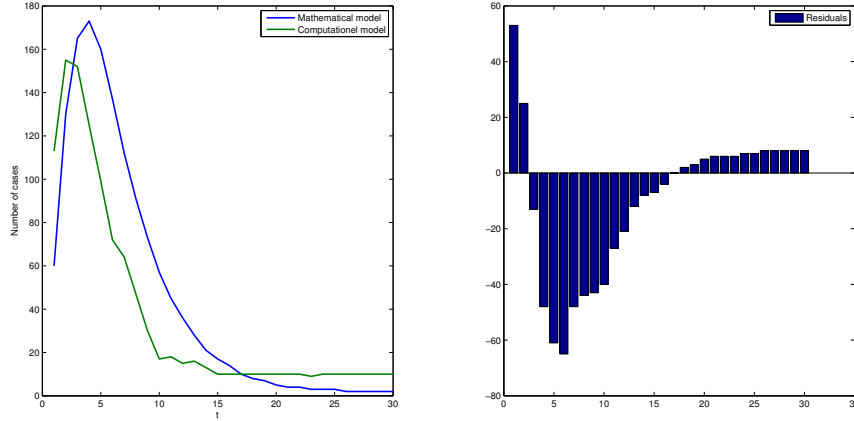 180
160
140
120
100
80
60
40
20
0
Number of cases
0 5 10 15 20 25 30
t
Mathematical model
Computationel model
60
40
20
0
−20
−40
−60
−80
0 5 10 15 20 25 30 35
Residuals